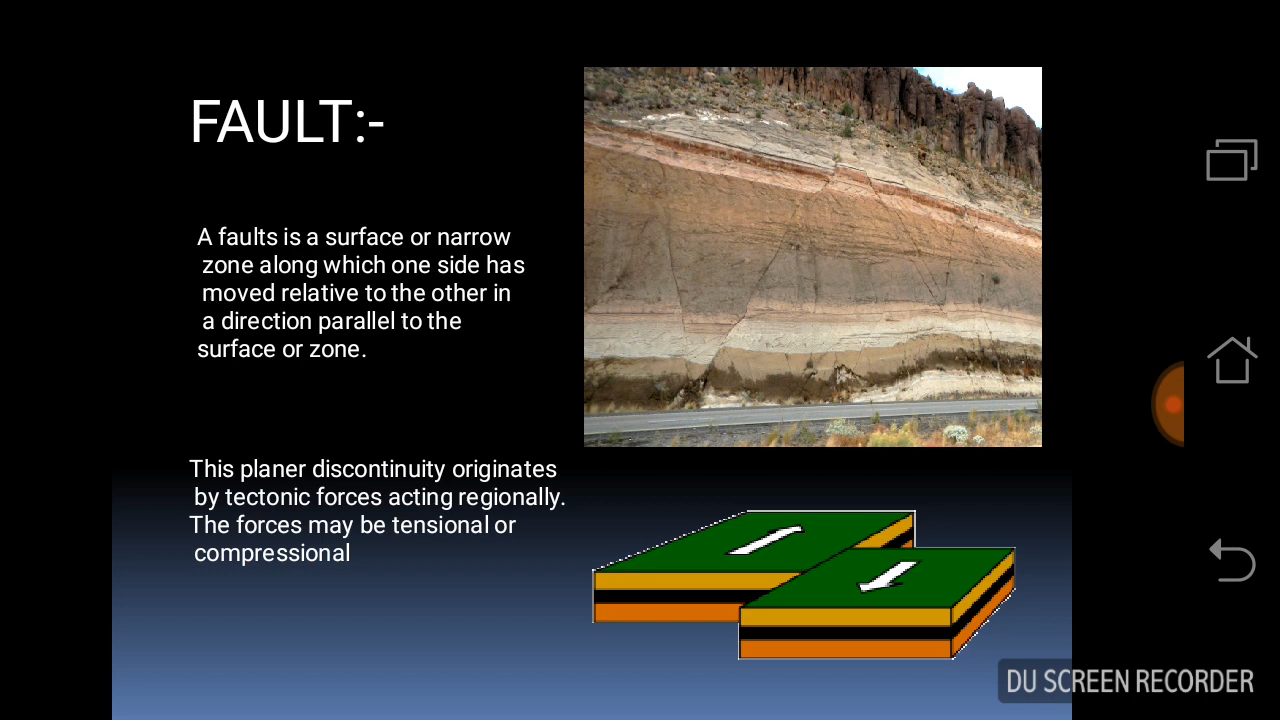 FAULT:-
A faults is a surface or narrow
zone along which one side has
moved relative to the other in
a direction parallel to the
surface or zone.
This planer discontinuity originates
by tectonic forces acting regionally.
The forces may be tensional or
compressional
DU SCREEN RECORDER